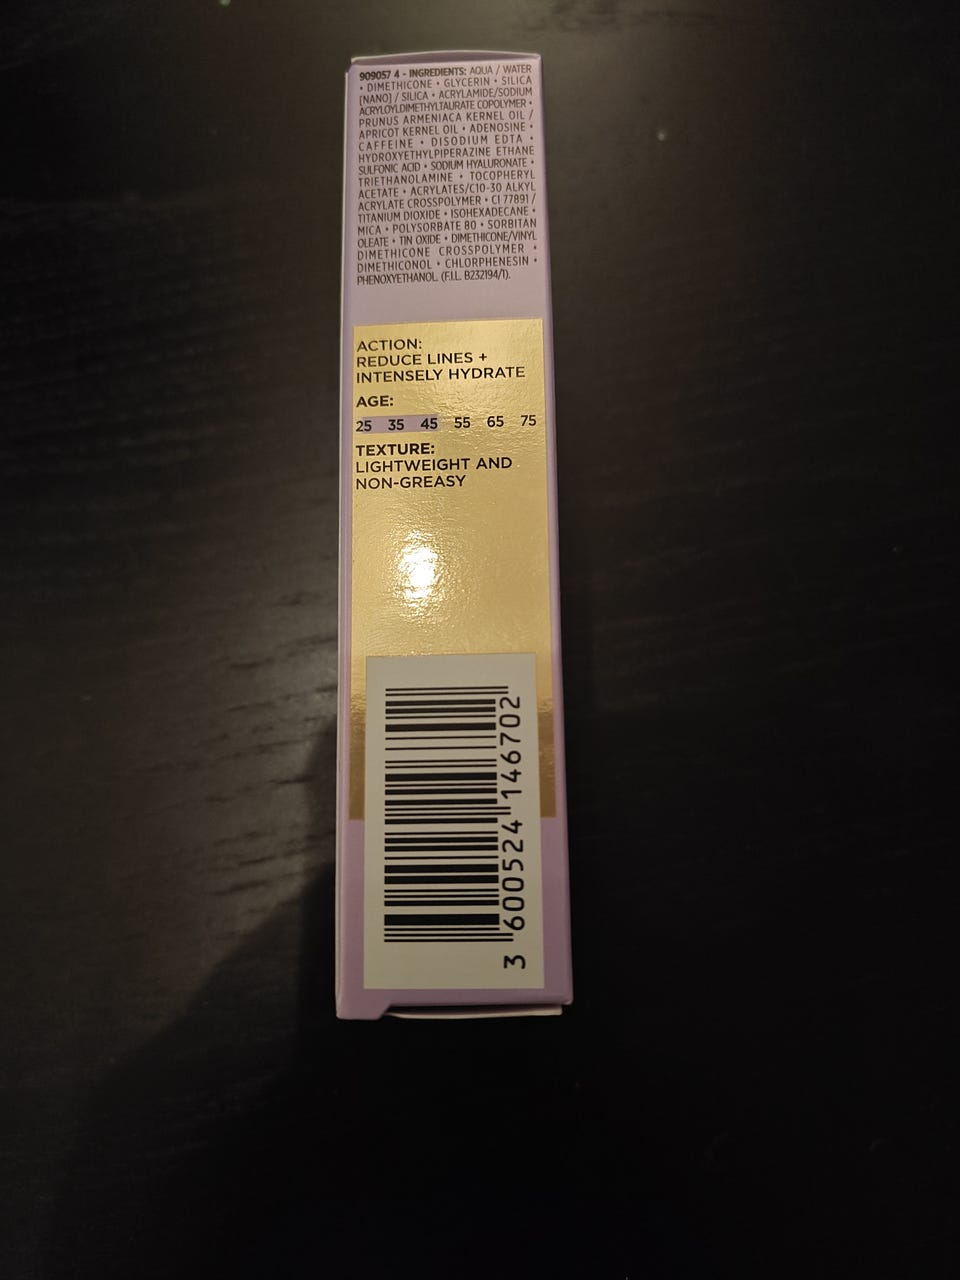 909057 4 - INGREDIENTS: AQUA / WATER
• DIMETHICONE • GLYCERIN • SILICA
[NANO] / SILICA • ACRYLAMIDE/SODIUM
ACRYLOYLDIMETHYLTAURATE COPOLYMER •
PRUNUS ARMENIACA KERNEL OIL /
APRICOT KERNEL OIL • ADENOSINE •
CAFFEINE • DISODIUM EDTA •
HYDROXYETHYLPIPERAZINE ETHANE
SULFONIC ACID • SODIUM HYALURONATE •
TRIETHANOLAMINE • TOCOPHERYL
ACETATE • ACRYLATES/C10-30 ALKYL
ACRYLATE CROSSPOLYMER • CI 77891 /
TITANIUM DIOXIDE • ISOHEXADECANE •
MICA • POLYSORBATE 80 • SORBITAN
OLEATE • TIN OXIDE • DIMETHICONE/VINYL
DIMETHICONE CROSSPOLYMER •
DIMETHICONOL • CHLORPHENESIN •
PHENOXYETHANOL. (F.I.L. B232194/1).
ACTION:
REDUCE LINES +
INTENSELY HYDRATE
AGE:
25 35 45 55 65 75
TEXTURE:
LIGHTWEIGHT AND
NON-GREASY
3 600524 146702